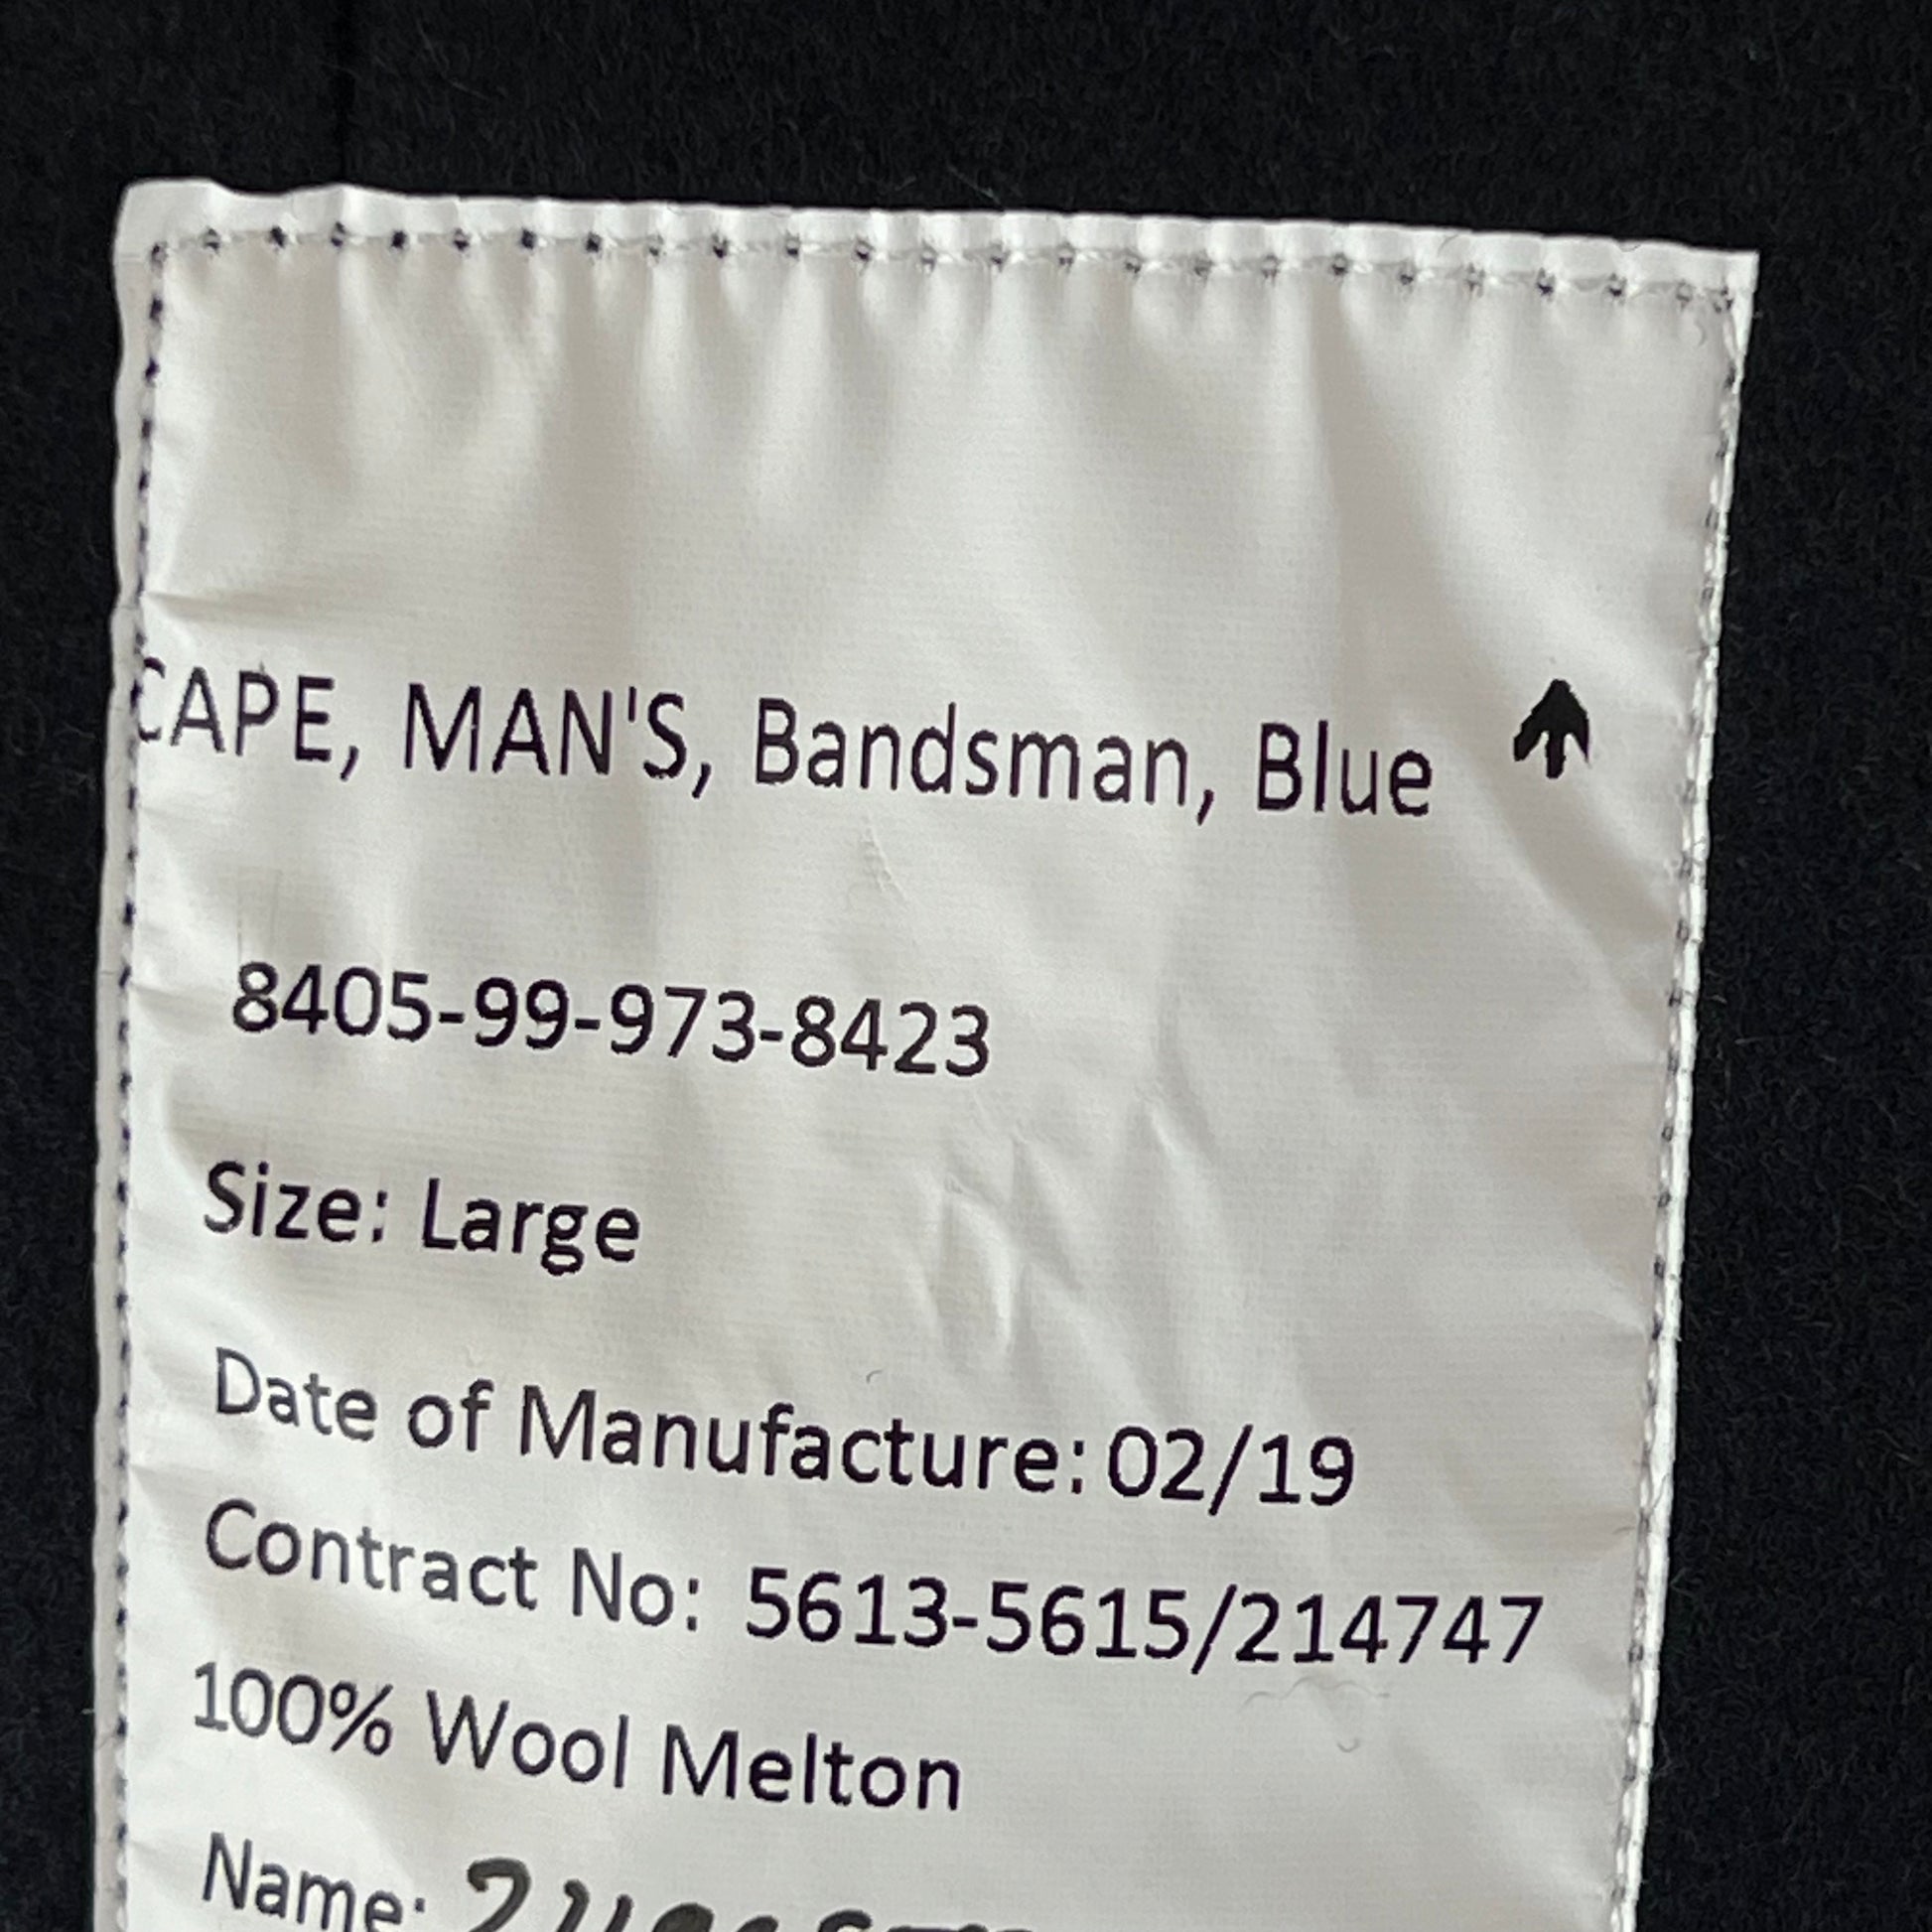 CAPE, MAN'S, Bandsman, Blue
8405-99-973-8423
Size: Large
Date of Manufacture: 02/19
Contract No: 5613-5615/214747
100% Wool Melton
Name: